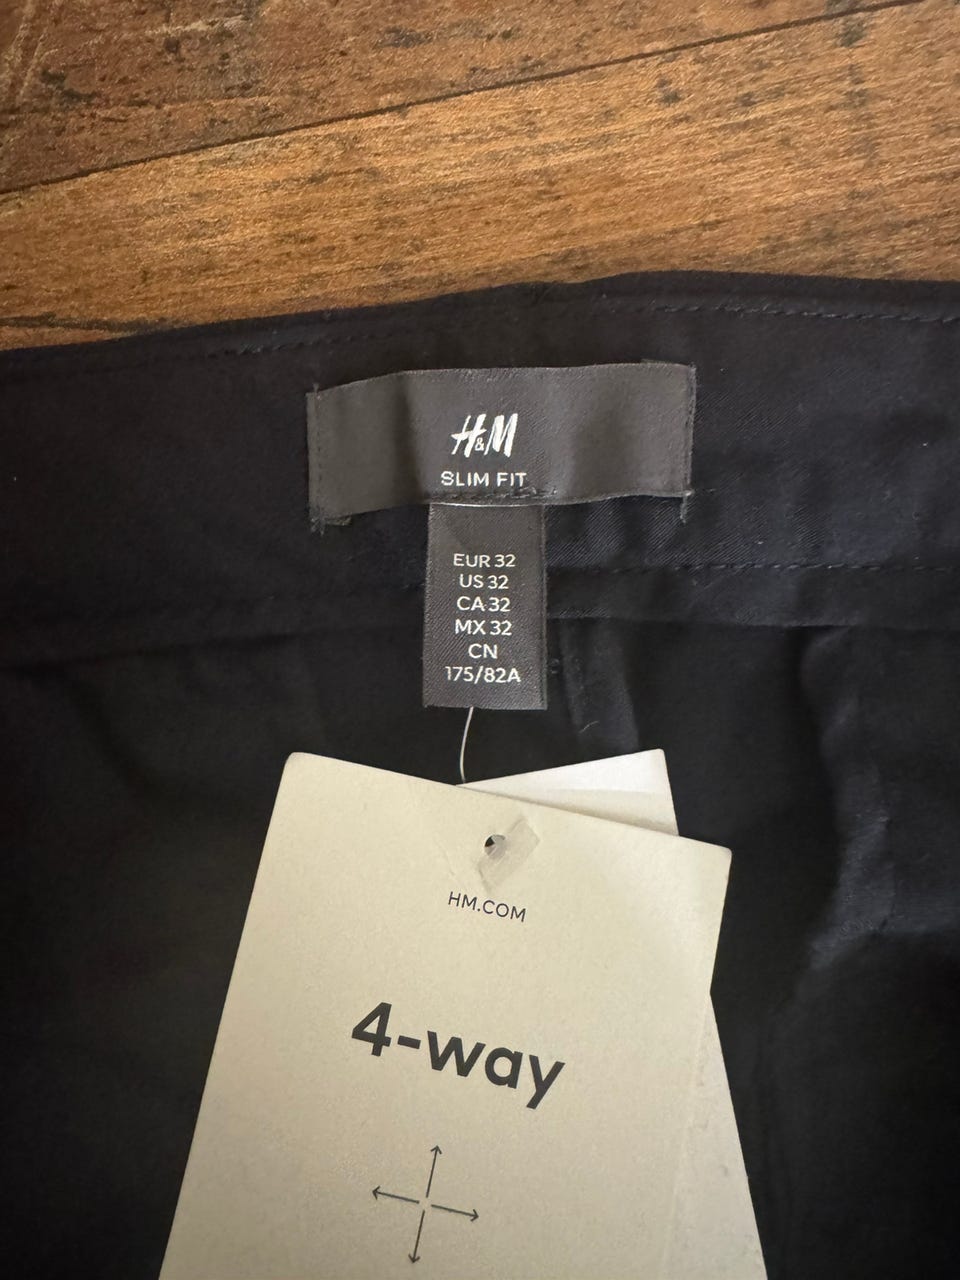 H&M
SLIM FIT
EUR 32
US 32
CA 32
MX 32
CN
175/82A
HM.COM
4-way